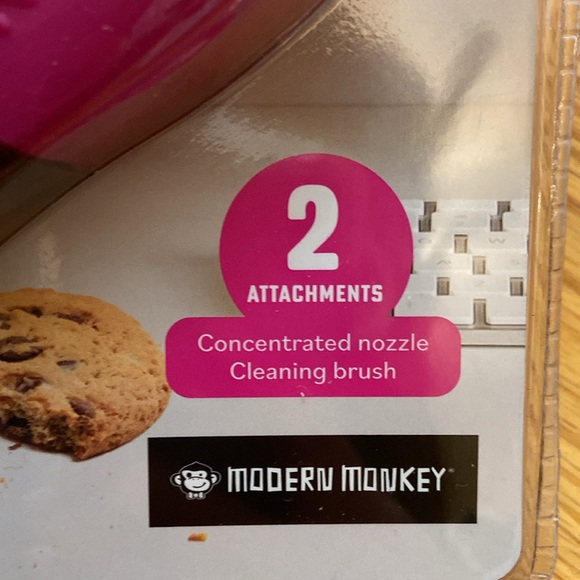 2
ATTACHMENTS
Concentrated nozzle
Cleaning brush
MODERN MONKEY